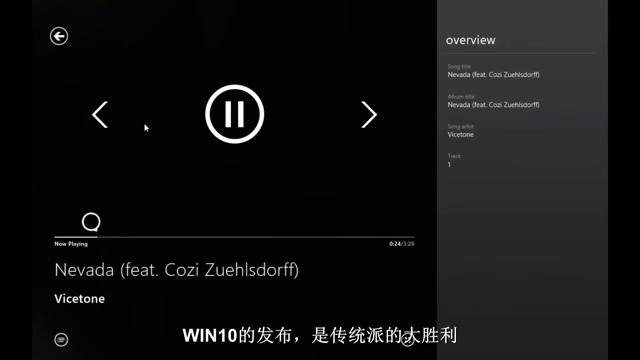 overview
Song title
Nevada (feat. Cozi Zuehlsdorff)
Album title
Nevada (feat. Cozi Zuehlsdorff)
Song artist
Vicetone
Track
1
Now Playing
0:24/3:28
Nevada (feat. Cozi Zuehlsdorff)
Vicetone
WIN10的发布，是传统派的大胜利